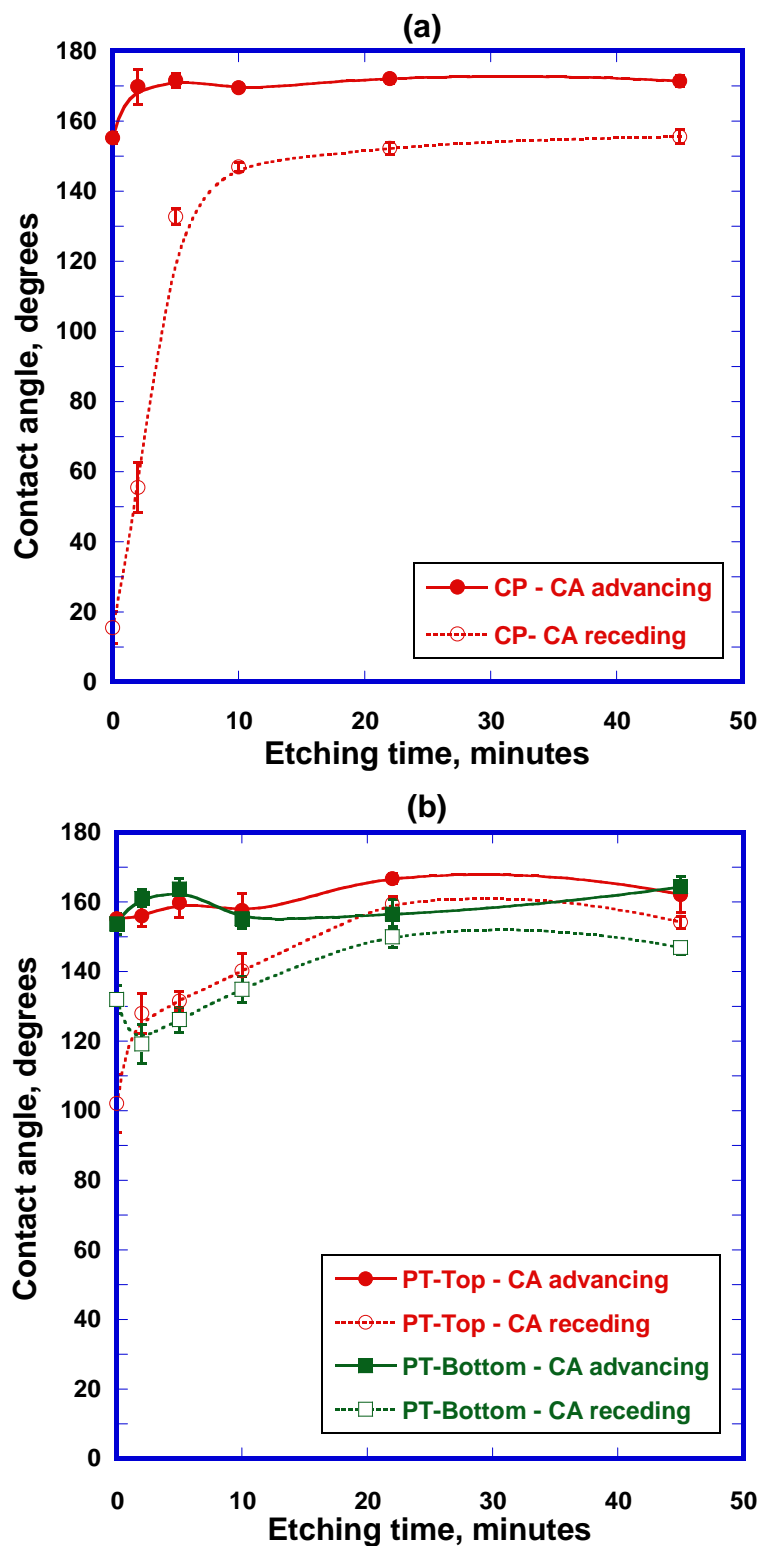 (a)
180
160
140
120
100
80
60
40
20
0
Contact angle, degrees
CP - CA advancing
CP- CA receding
0 10 20 30 40 50
Etching time, minutes
(b)
180
160
140
120
100
80
60
40
20
0
Contact angle, degrees
PT-Top - CA advancing
PT-Top - CA receding
PT-Bottom - CA advancing
PT-Bottom - CA receding
0 10 20 30 40 50
Etching time, minutes